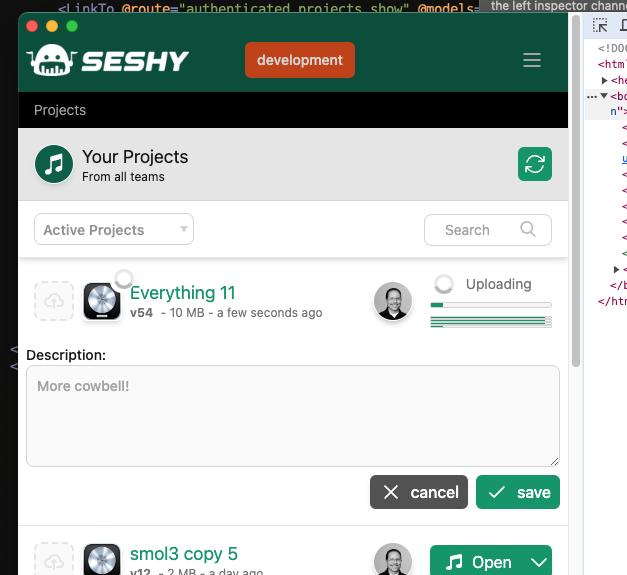 <LinkTo @route="authenticated.projects.show" @models=
the left inspector channe
SESHY
development
Projects
Your Projects
From all teams
Active Projects
Search
Everything 11
v54 - 10 MB - a few seconds ago
Uploading
Description:
More cowbell!
cancel
save
smol3 copy 5
v12 - 2 MB - a day ago
Open
<!DOC
<html
<he
<bo
n">
<
<
u
<
<
<
<
<
<
<
</b
</htm
<
<